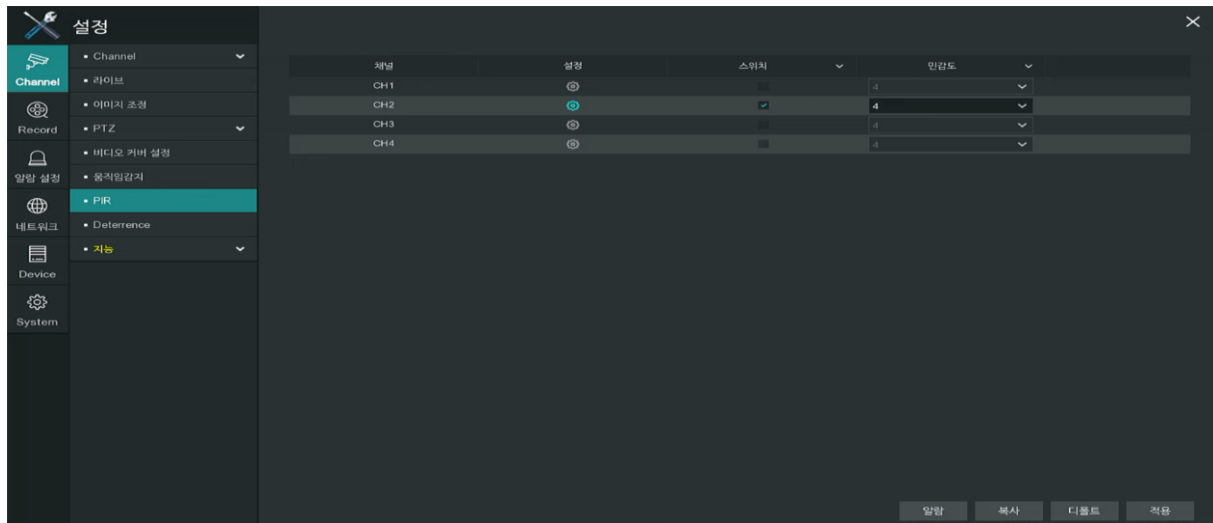 설정
Channel
Record
알람 설정
네트워크
Device
System
Channel
라이브
이미지 조정
PTZ
비디오 커버 설정
움직임감지
PIR
Deterrence
지능
채널 설정 스위치 민감도
CH1 4
CH2 4
CH3 4
CH4 4
알람 복사 디폴트 적용